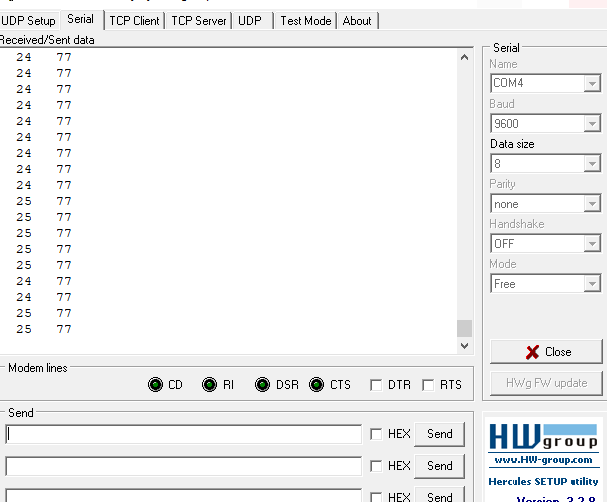 UDP Setup Serial TCP Client TCP Server UDP Test Mode About
Received/Sent data
24 77
24 77
24 77
24 77
24 77
24 77
24 77
24 77
24 77
25 77
25 77
25 77
25 77
25 77
24 77
24 77
25 77
25 77
Serial
Name
COM4
Baud
9600
Data size
8
Parity
none
Handshake
OFF
Mode
Free
Close
HWg FW update
Modem lines
CD RI DSR CTS DTR RTS
Send
HEX Send
HEX Send
HEX Send
HW group
www.HW-group.com
Hercules SETUP utility
Version 3.2.8